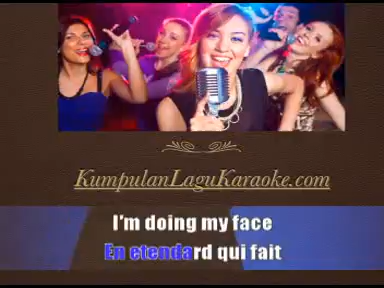 KumpulanLaguKaraoke.com
I'm doing my face
En etendard qui fait